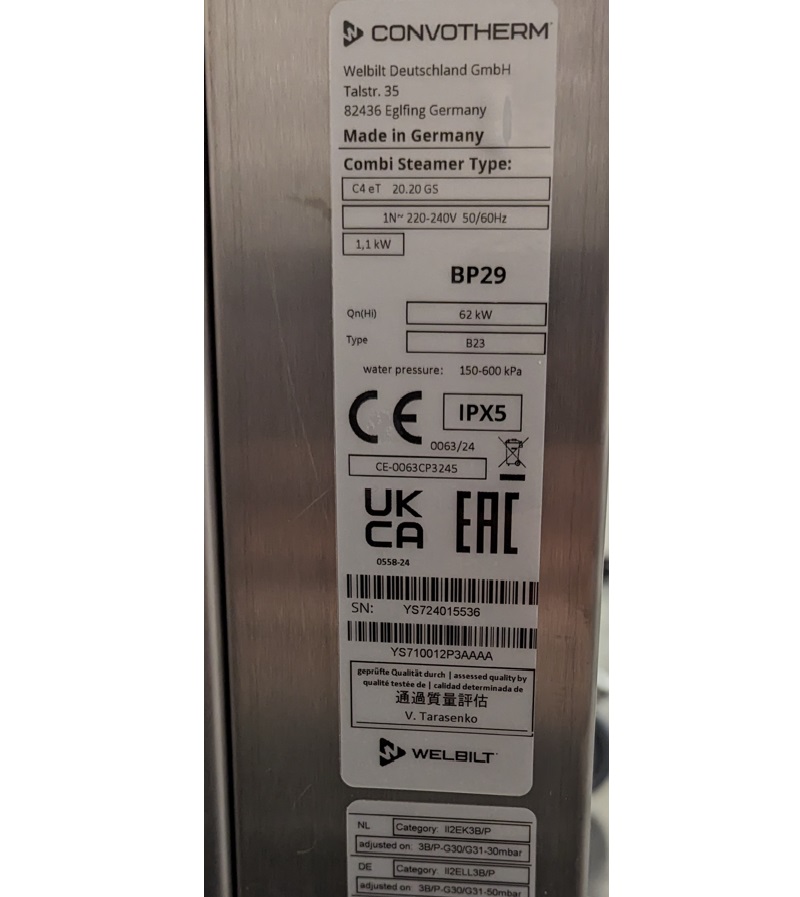 CONVOTHERM
Welbilt Deutschland GmbH
Talstr. 35
82436 Eglfing Germany
Made in Germany
Combi Steamer Type:
C4 eT 20.20 GS
1N~ 220-240V 50/60Hz
1,1 kW
BP29
Qn(Hi) 62 kW
Type B23
water pressure: 150-600 kPa
CE IPX5
0063/24
CE-0063CP3245
UK CA EAC
0558-24
SN: YS724015536
YS710012P3AAAA
geprüfte Qualität durch | assessed quality by
qualité testée de | calidad determinada de
通過質量評估
V. Tarasenko
WELBILT
NL Category: II2EK3B/P
adjusted on: 3B/P-G30/G31-30mbar
DE Category: II2ELL3B/P
adjusted on: 3B/P-G30/G31-50mbar